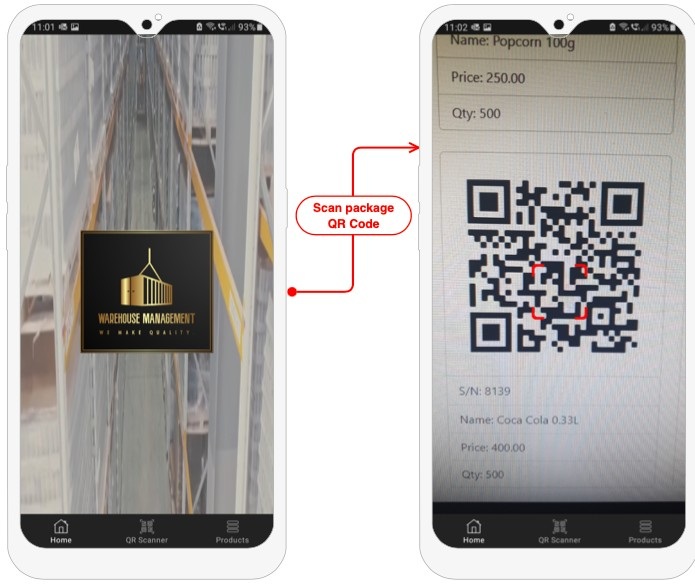 11:01
93%
WAREHOUSE MANAGEMENT
WE MAKE QUALITY
Home
QR Scanner
Products
Scan package
QR Code
11:02
93%
Name: Popcorn 100g
Price: 250.00
Qty: 500
S/N: 8139
Name: Coca Cola 0.33L
Price: 400.00
Qty: 500
Home
QR Scanner
Products